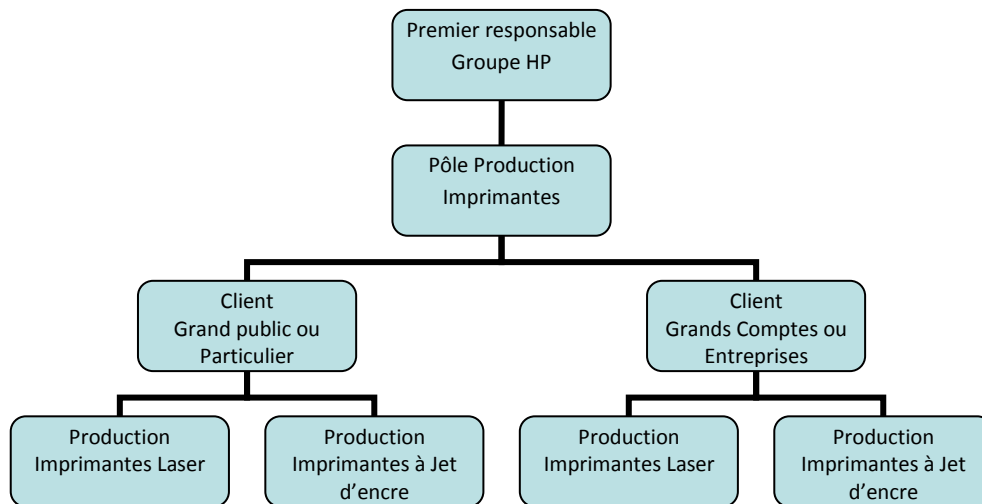 Premier responsable
Groupe HP
Pôle Production
Imprimantes
Client
Grand public ou
Particulier
Client
Grands Comptes ou
Entreprises
Production
Imprimantes Laser
Production
Imprimantes à Jet
d’encre
Production
Imprimantes Laser
Production
Imprimantes à Jet
d’encre